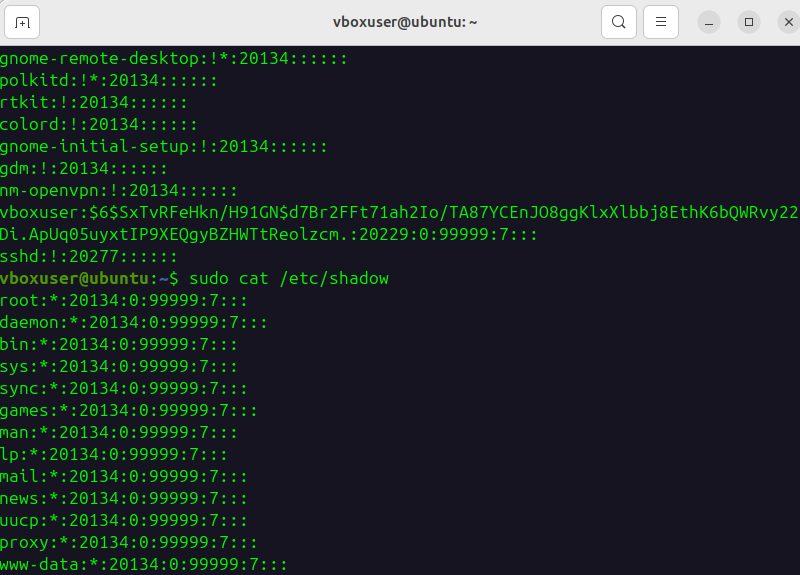 vboxuser@ubuntu: ~
gnome-remote-desktop:!*:20134::::::
polkitd:!*:20134::::::
rtkit:!:20134::::::
colord:!:20134::::::
gnome-initial-setup:!:20134::::::
gdm:!:20134::::::
nm-openvpn:!:20134::::::
vboxuser:$6$SxTvRFeHkn/H91GN$d7Br2FFt71ah2Io/TA87YCEnJO8ggKlxXlbbj8EthK6bQWRvy22
Di.ApUq05uyxtIP9XEQgyBZHWTtReolzcm.:20229:0:99999:7:::
sshd:!:20277::::::
vboxuser@ubuntu:~$ sudo cat /etc/shadow
root:*:20134:0:99999:7:::
daemon:*:20134:0:99999:7:::
bin:*:20134:0:99999:7:::
sys:*:20134:0:99999:7:::
sync:*:20134:0:99999:7:::
games:*:20134:0:99999:7:::
man:*:20134:0:99999:7:::
lp:*:20134:0:99999:7:::
mail:*:20134:0:99999:7:::
news:*:20134:0:99999:7:::
uucp:*:20134:0:99999:7:::
proxy:*:20134:0:99999:7:::
www-data:*:20134:0:99999:7:::